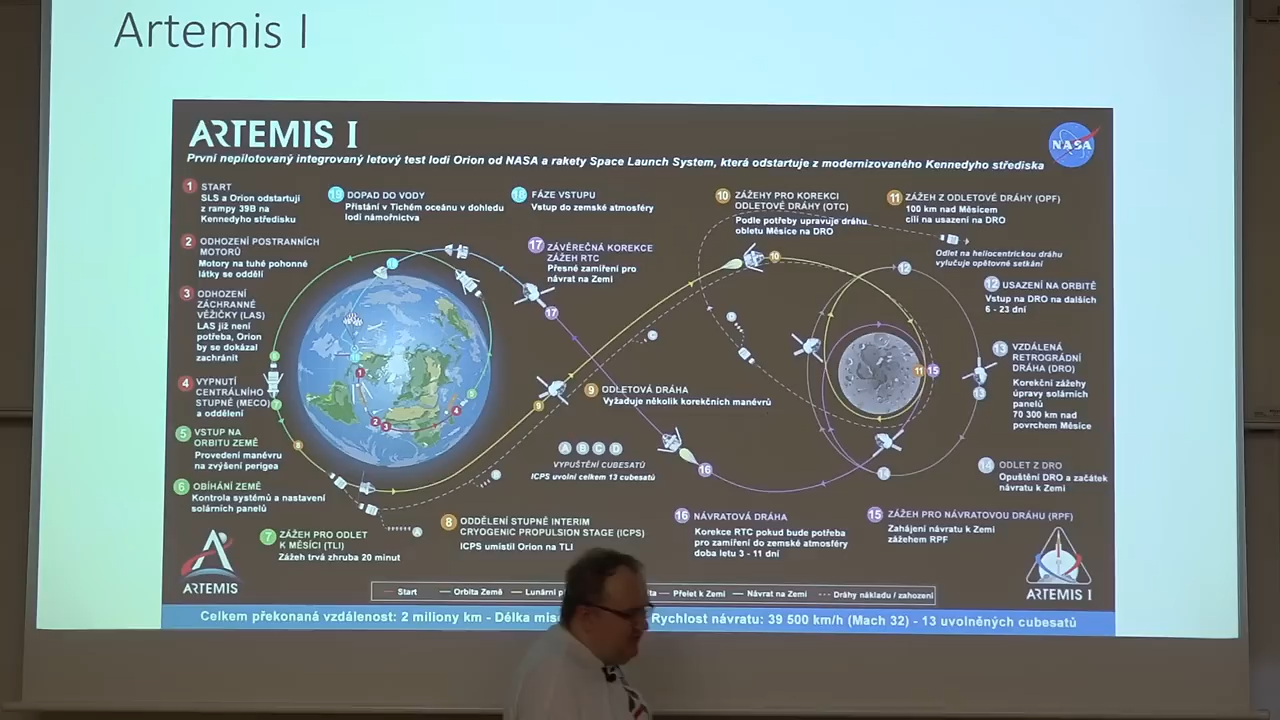 Artemis I
ARTEMIS I
NASA
První nepilotovaný integrovaný letový test lodi Orion od NASA a rakety Space Launch System, která odstartuje z modernizovaného Kennedyho střediska
1 START
SLS a Orion odstartují
z rampy 39B na
Kennedyho středisku
2 ODHOZENÍ POSTRANNÍCH
MOTORŮ
Motory na tuhé pohonné
látky se oddělí
3 ODHOZENÍ
ZÁCHRANNÉ
VĚŽIČKY (LAS)
LAS již není
potřeba, Orion
by se dokázal
zachránit
4 VYPNUTÍ
CENTRÁLNÍHO
STUPNĚ (MECO)
a oddělení
5 VSTUP NA
ORBITU ZEMĚ
Provedení manévru
na zvýšení perigea
6 OBÍHÁNÍ ZEMĚ
Kontrola systémů a nastavení
solárních panelů
7 ZÁŽEH PRO ODLET
K MĚSÍCI (TLI)
Zážeh trvá zhruba 20 minut
8 ODDĚLENÍ STUPNĚ INTERIM
CRYOGENIC PROPULSION STAGE (ICPS)
ICPS umístil Orion na TLI
9 ODLETOVÁ DRÁHA
Vyžaduje několik korekčních manévrů
A B C D
VYPUŠTĚNÍ CUBESATŮ
ICPS uvolní celkem 13 cubesatů
10 ZÁŽEHY PRO KOREKCI
ODLETOVÉ DRÁHY (OTC)
Podle potřeby upravuje dráhu
obletu Měsíce na DRO
11 ZÁŽEH Z ODLETOVÉ DRÁHY (OPF)
100 km nad Měsícem
cílí na usazení na DRO
Odlet na heliocentrickou dráhu
vylučuje opětovné setkání
12 USAZENÍ NA ORBITĚ
Vstup na DRO na dalších
6 - 23 dní
13 VZDÁLENÁ
RETROGRÁDNÍ
DRÁHA (DRO)
Korekční zážehy
úpravy solárních
panelů
70 300 km nad
povrchem Měsíce
14 ODLET Z DRO
Opuštění DRO a začátek
návratu k Zemi
15 ZÁŽEH PRO NÁVRATOVOU DRÁHU (RPF)
Zahájení návratu k Zemi
zážehem RPF
16 NÁVRATOVÁ DRÁHA
Korekce RTC pokud bude potřeba
pro zamíření do zemské atmosféry
doba letu 3 - 11 dní
17 ZÁVĚREČNÁ KOREKCE
ZÁŽEH RTC
Přesné zamíření pro
návrat na Zemi
18 FÁZE VSTUPU
Vstup do zemské atmosféry
19 DOPAD DO VODY
Přistání v Tichém oceánu v dohledu
lodí námořnictva
ARTEMIS
ARTEMIS I
Start Orbita Země Lunární Přelet k Zemi Návrat na Zemi Dráhy nákladu / zahození
Celkem překonaná vzdálenost: 2 miliony km - Délka Rychlost návratu: 39 500 km/h (Mach 32) - 13 uvolněných cubesatů